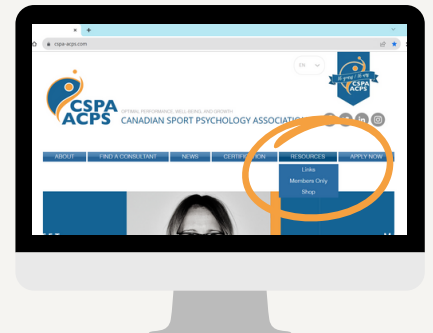 cspa-acps.com
EN
CSPA
ACPS
CSPA
ACPS
OPTIMAL PERFORMANCE, WELL-BEING, AND GROWTH
CANADIAN SPORT PSYCHOLOGY ASSOCIATION
ABOUT FIND A CONSULTANT NEWS CERTIFICATION RESOURCES APPLY NOW
Links
Members Only
Shop